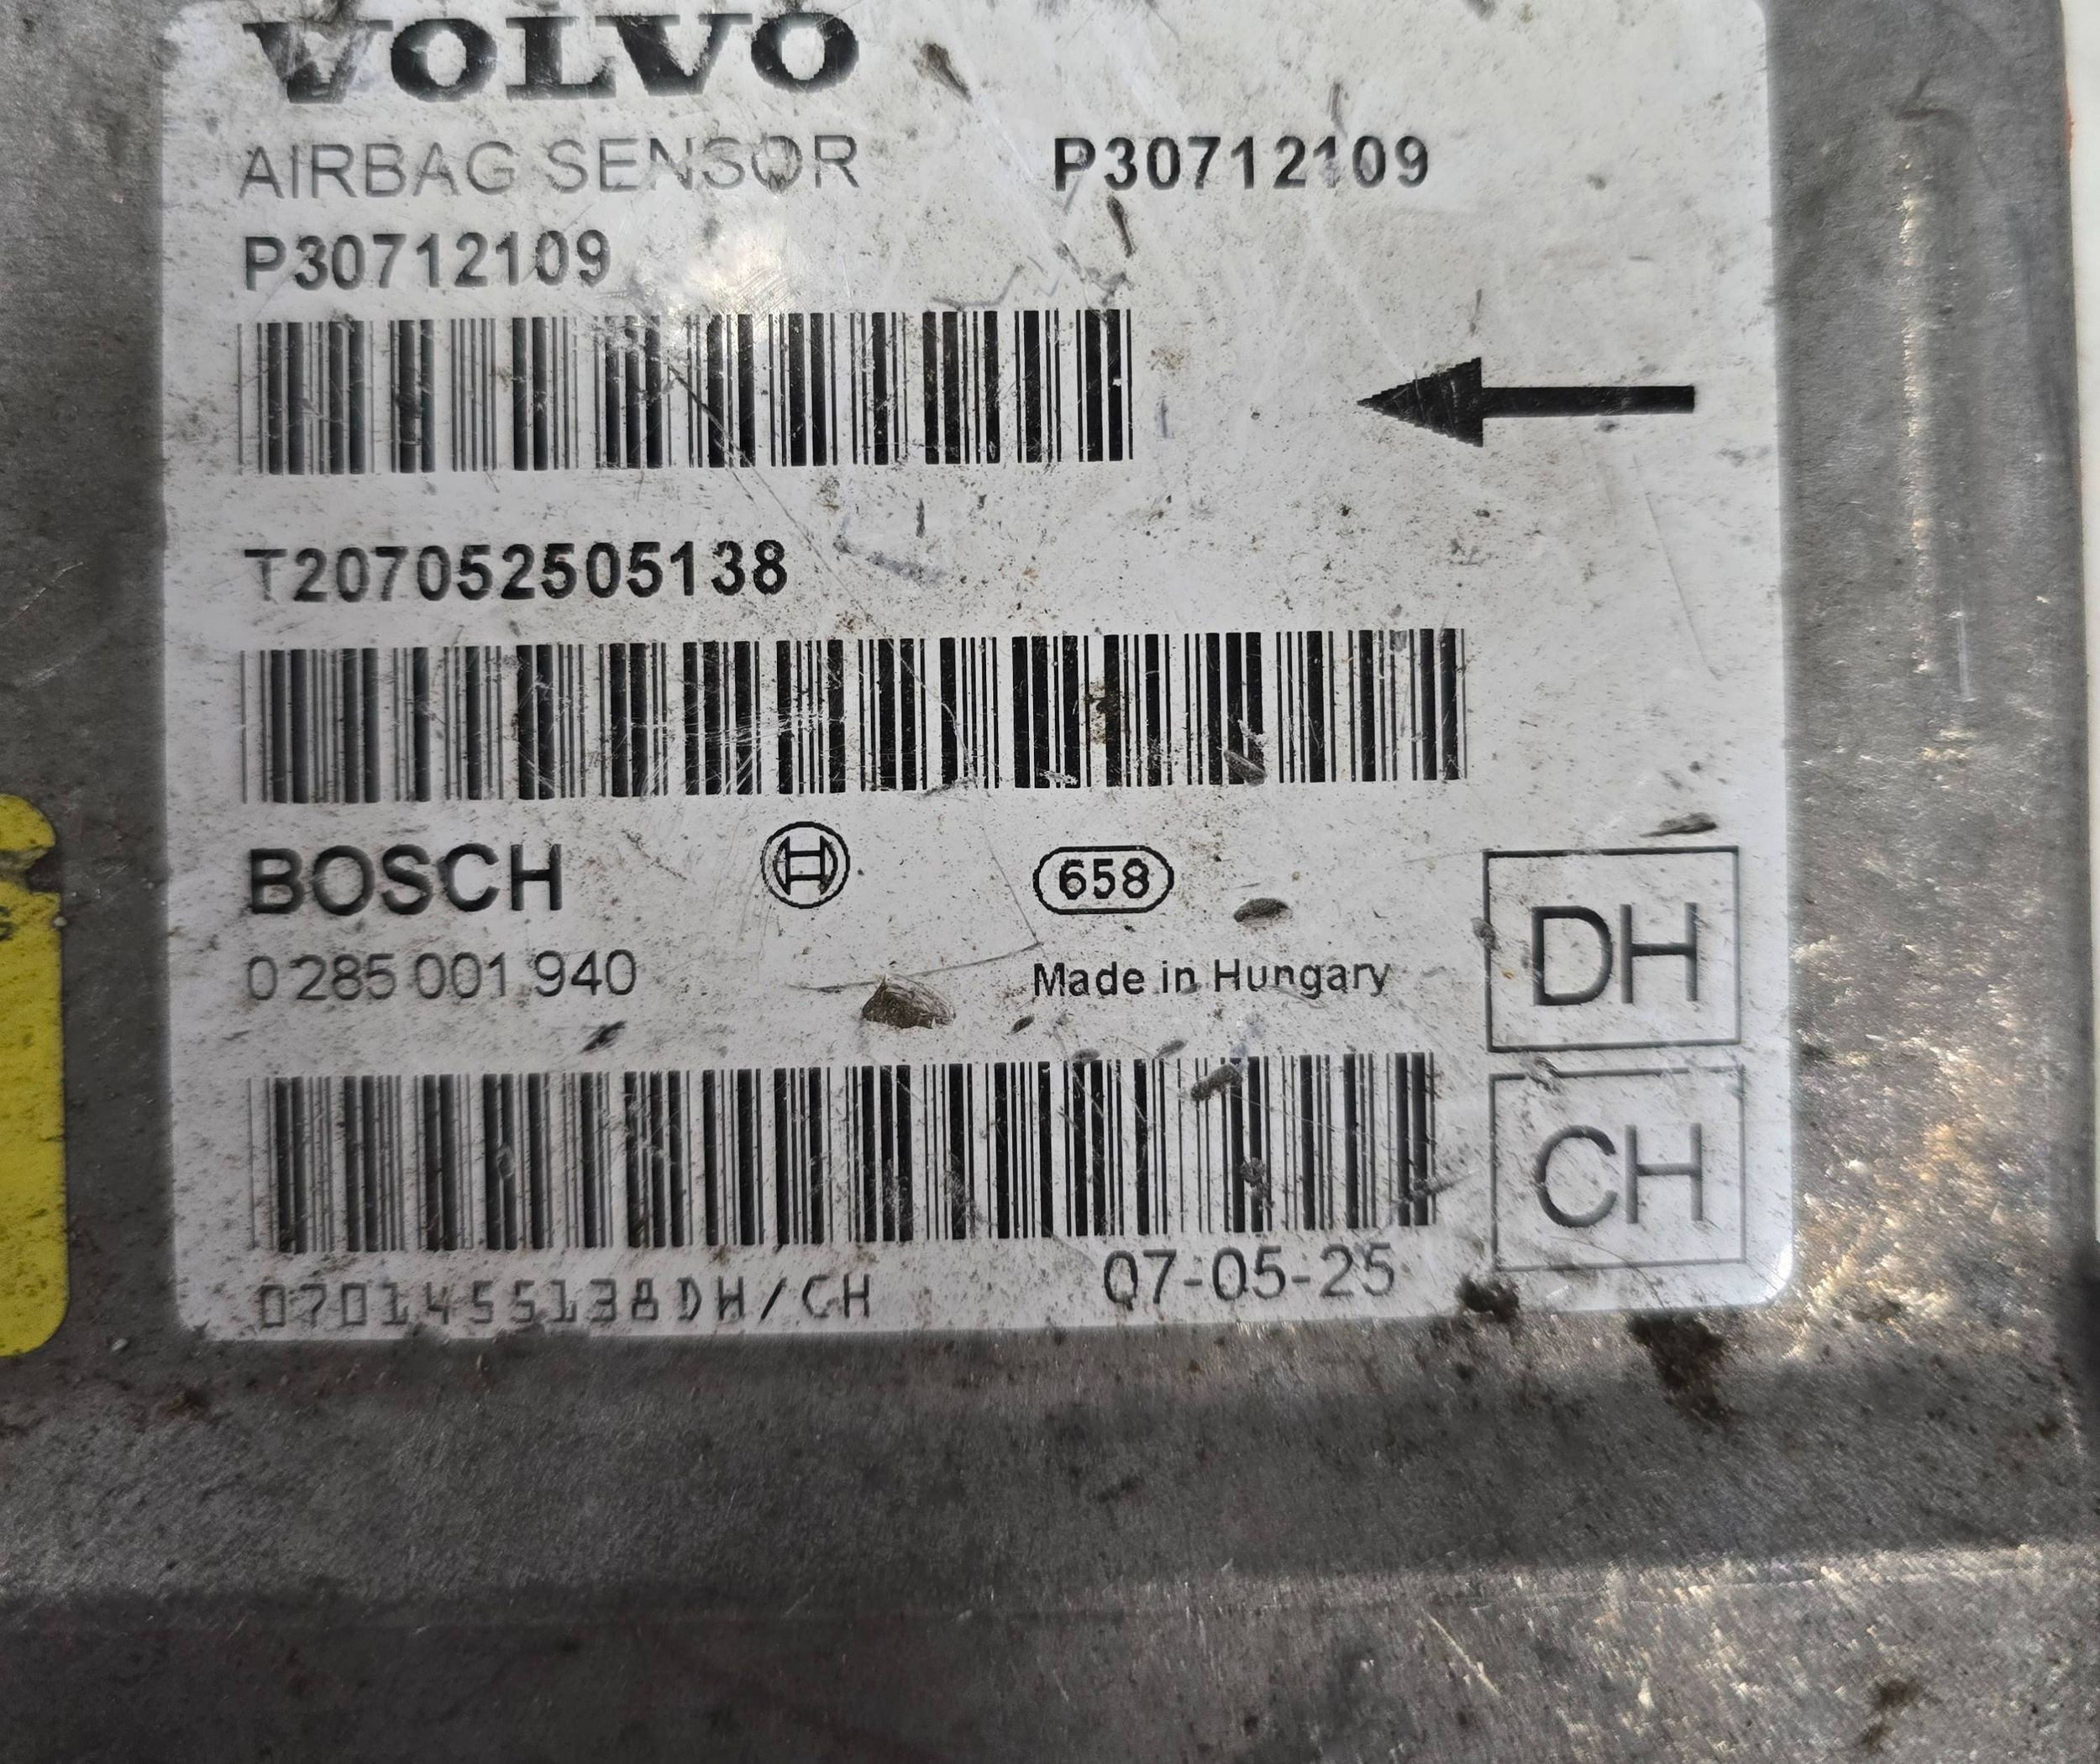 VOLVO
AIRBAG SENSOR P30712109
P30712109
T207052505138
BOSCH 658
0 285 001 940 Made in Hungary
DH
CH
0701455138DH/CH 07-05-25